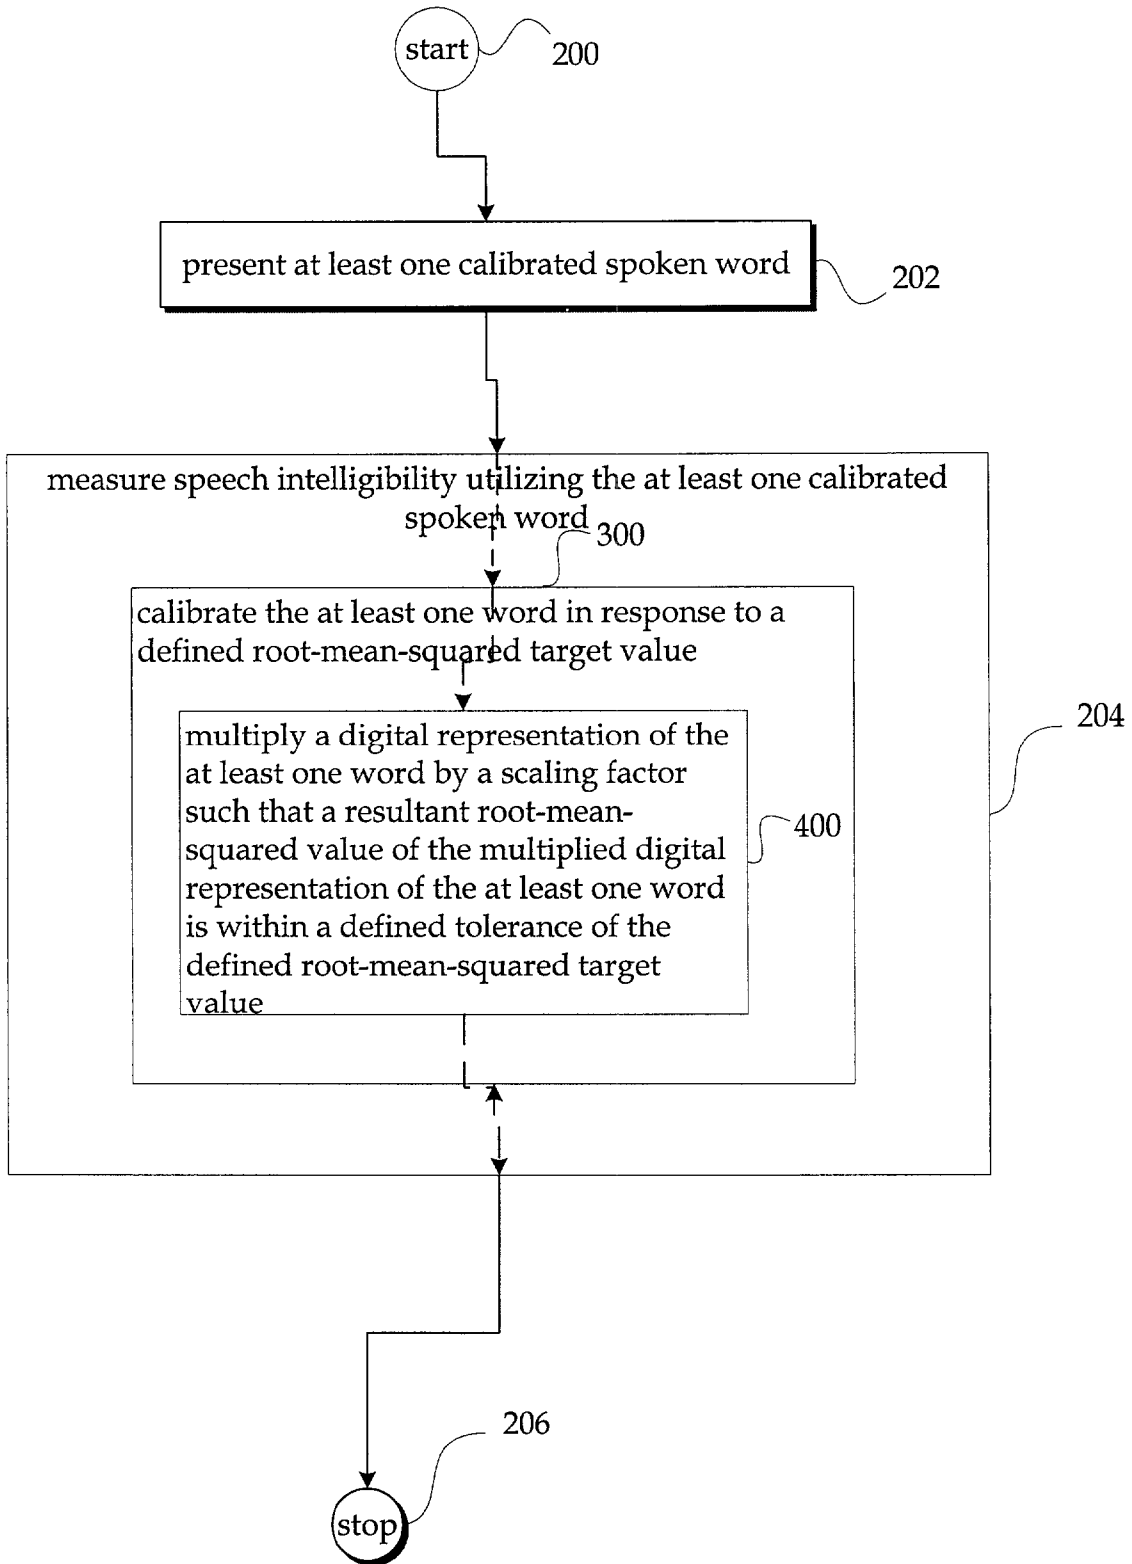 start
200
present at least one calibrated spoken word
202
measure speech intelligibility utilizing the at least one calibrated
spoken word
300
calibrate the at least one word in response to a
defined root-mean-squared target value
multiply a digital representation of the
at least one word by a scaling factor
such that a resultant root-mean-
squared value of the multiplied digital
representation of the at least one word
is within a defined tolerance of the
defined root-mean-squared target
value
400
204
206
stop